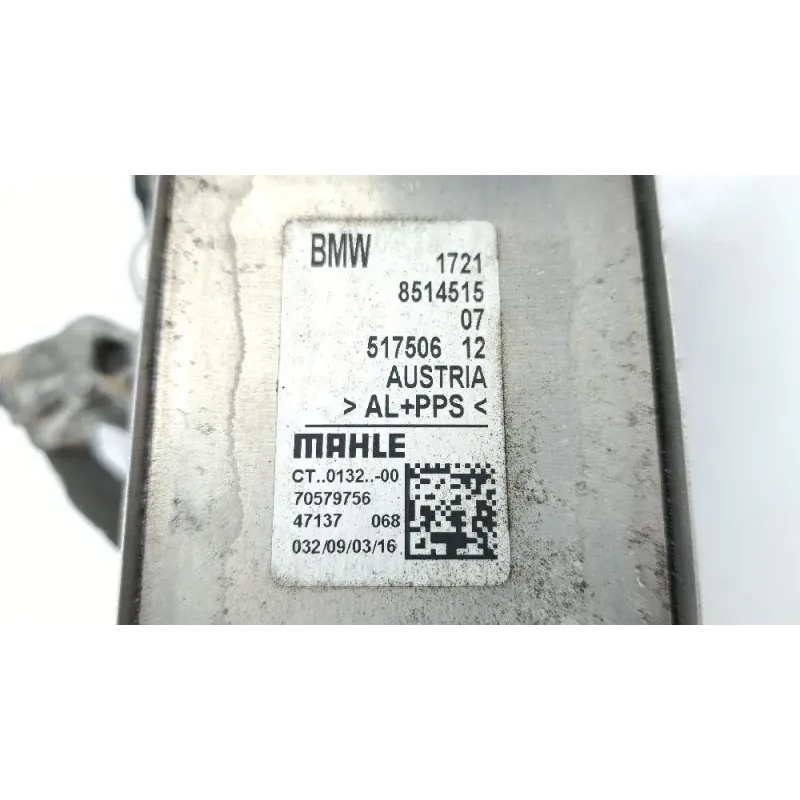 BMW 1721
8514515
07
517506 12
AUSTRIA
> AL+PPS <
MAHLE
CT..0132..-00
70579756
47137 068
032/09/03/16